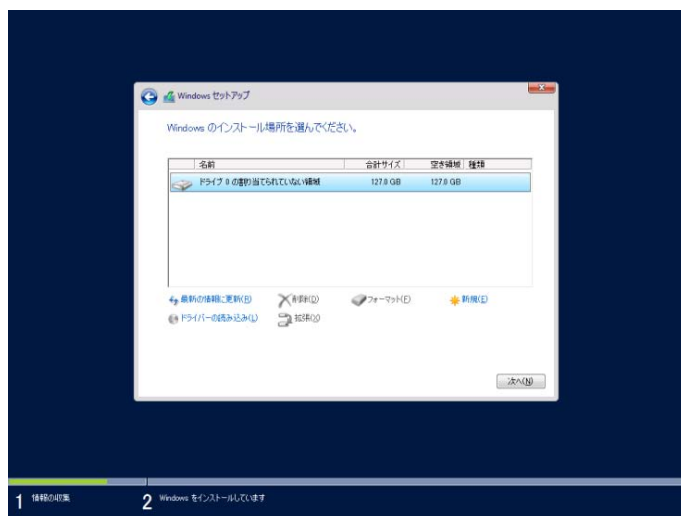 Windows セットアップ
Windows のインストール場所を選んでください。
名前 合計サイズ 空き領域 種類
ドライブ 0 の割り当てられていない領域 127.0 GB 127.0 GB
最新の情報に更新(R) 削除(D) フォーマット(F) 新規(E)
ドライバーの読み込み(L) 拡張(X)
次へ(N)
1 情報の収集 2 Windows をインストールしています